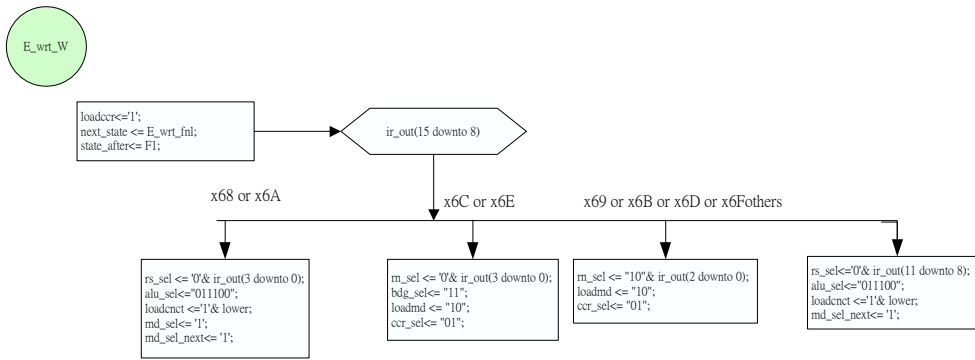 E_wrt_W
loadccr<='1';
next_state <= E_wrt_fnl;
state_after<= F1;
ir_out(15 downto 8)
x68 or x6A
x6C or x6E
x69 or x6B or x6D or x6Fothers
rs_sel <= '0'& ir_out(3 downto 0);
alu_sel<="011100";
loadcnct <='1'& lower;
md_sel<= '1';
md_sel_next<= '1';
rn_sel <= '0'& ir_out(3 downto 0);
bdg_sel<= "11";
loadmd <= "10";
ccr_sel<= "01";
rn_sel <= "10"& ir_out(2 downto 0);
loadmd <= "10";
ccr_sel<= "01";
rs_sel<='0'& ir_out(11 downto 8);
alu_sel<="011100";
loadcnct <='1'& lower;
md_sel_next<= '1';